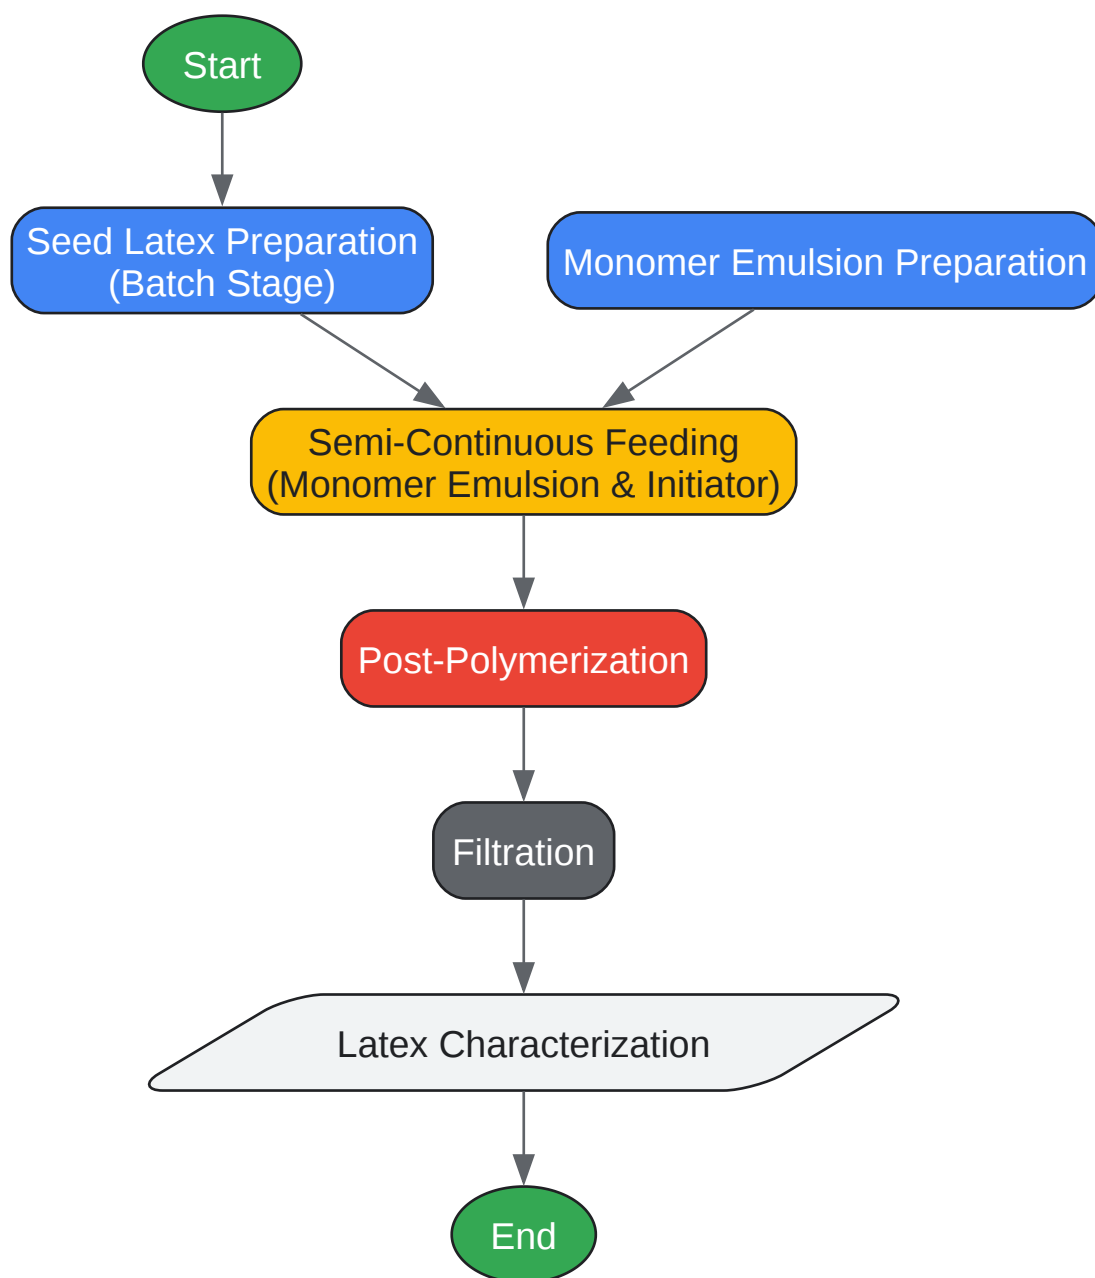 Start
Seed Latex Preparation
(Batch Stage)
Monomer Emulsion Preparation
Semi-Continuous Feeding
(Monomer Emulsion & Initiator)
Post-Polymerization
Filtration
Latex Characterization
End